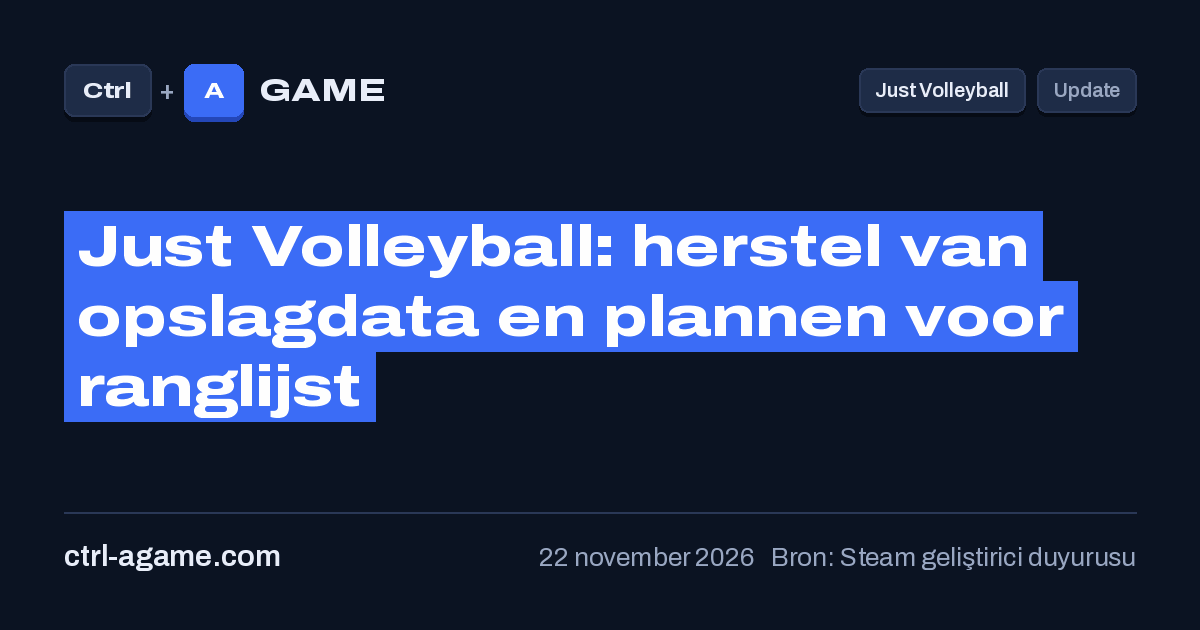 Ctrl + A GAME
Just Volleyball Update
Just Volleyball: herstel van
opslagdata en plannen voor
ranglijst
ctrl-agame.com
22 november 2026 Bron: Steam geliştirici duyurusu